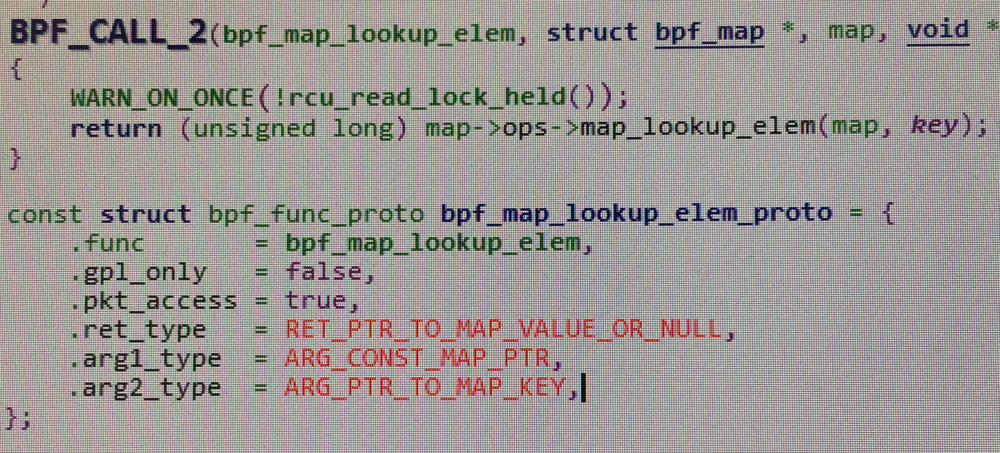 BPF_CALL_2(bpf_map_lookup_elem, struct bpf_map *, map, void *
{
    WARN_ON_ONCE(!rcu_read_lock_held());
    return (unsigned long) map->ops->map_lookup_elem(map, key);
}

const struct bpf_func_proto bpf_map_lookup_elem_proto = {
    .func       = bpf_map_lookup_elem,
    .gpl_only   = false,
    .pkt_access = true,
    .ret_type   = RET_PTR_TO_MAP_VALUE_OR_NULL,
    .arg1_type  = ARG_CONST_MAP_PTR,
    .arg2_type  = ARG_PTR_TO_MAP_KEY,
};